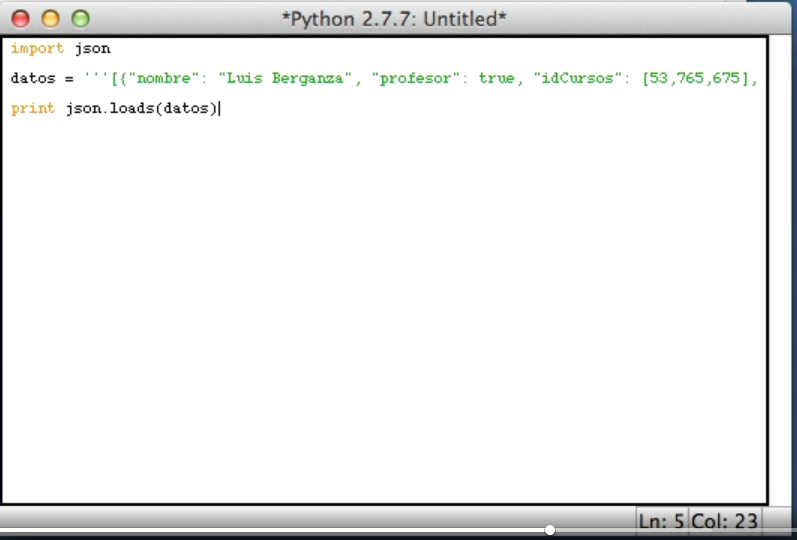 *Python 2.7.7: Untitled*
import json
datos = '''[{"nombre": "Luis Berganza", "profesor": true, "idCursos": [53,765,675],
print json.loads(datos)
Ln: 5 Col: 23